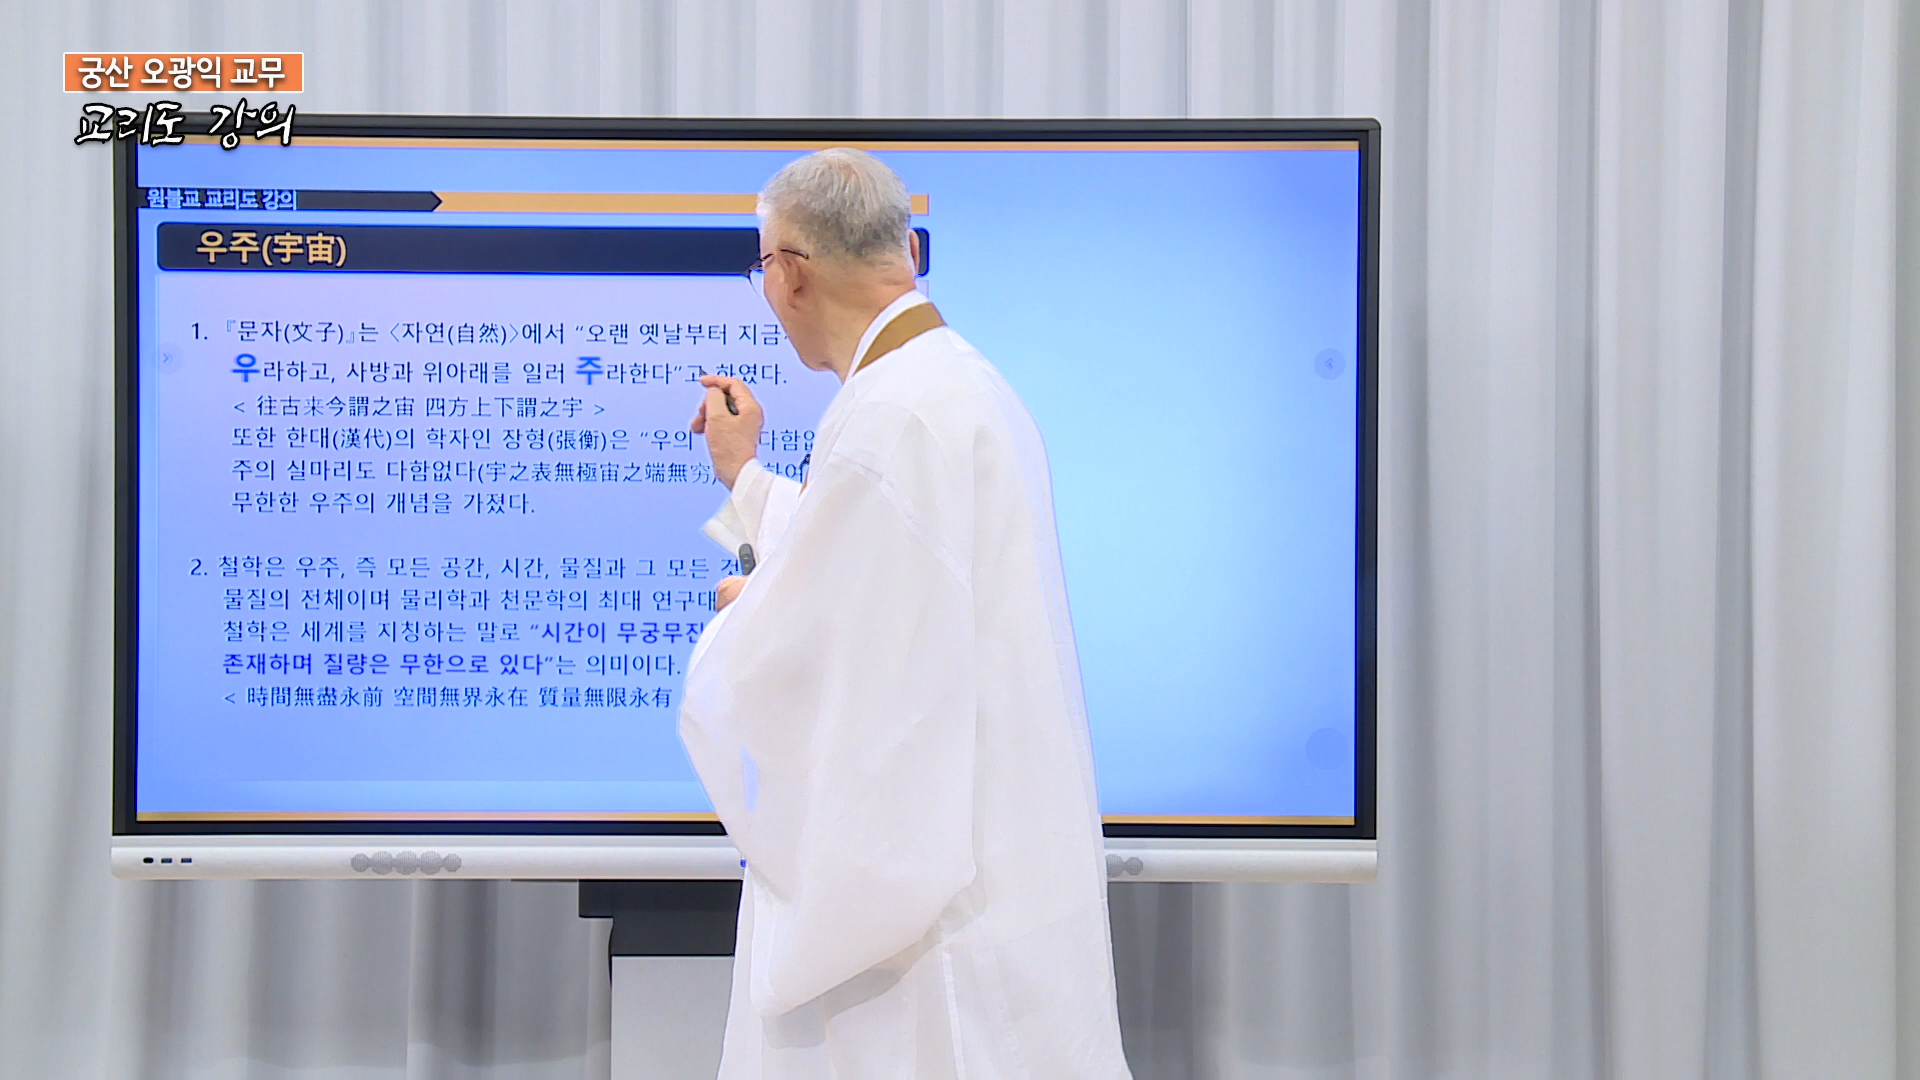 궁산 오광익 교무
교리도 강의
원불교 교리도 강의
우주(宇宙)
1. 『문자(文子)』는 〈자연(自然)〉에서 “오랜 옛날부터 지금
우라하고, 사방과 위아래를 일러 주라한다”고 하였다.
< 往古来今謂之宙 四方上下謂之宇 >
또한 한대(漢代)의 학자인 장형(張衡)은 “우의 다함없
주의 실마리도 다함없다(宇之表無極宙之端無穷) 하여
무한한 우주의 개념을 가졌다.
2. 철학은 우주, 즉 모든 공간, 시간, 물질과 그 모든 것
물질의 전체이며 물리학과 천문학의 최대 연구대
철학은 세계를 지칭하는 말로 “시간이 무궁무진
존재하며 질량은 무한으로 있다”는 의미이다.
< 時間無盡永前 空間無界永在 質量無限永有